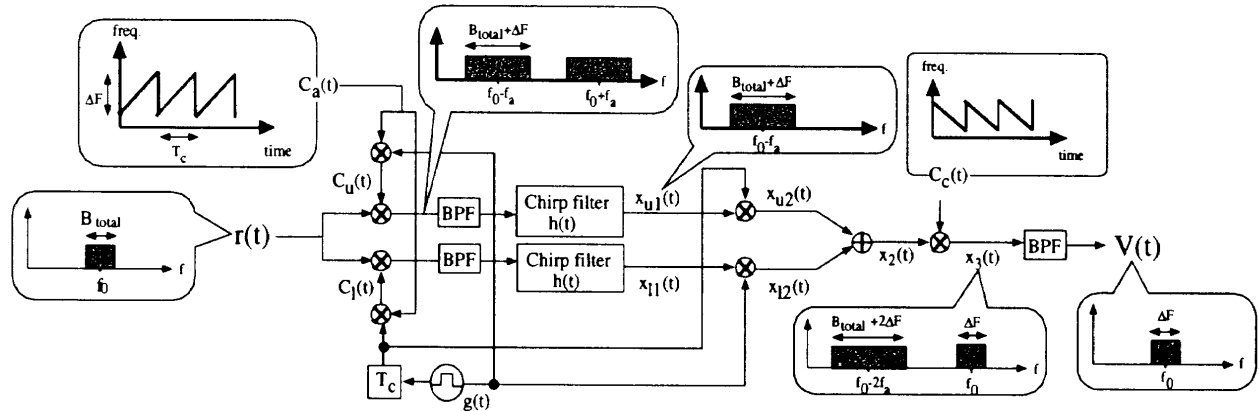 freq.
ΔF
T_c
time
C_a(t)
B_total+ΔF
f_0-f_a
f_0+f_a
f
B_total+ΔF
f_0-f_a
f
freq.
time
C_c(t)
B_total
f_0
f
r(t)
C_u(t)
C_l(t)
BPF
Chirp filter
h(t)
x_u1(t)
x_u2(t)
BPF
Chirp filter
h(t)
x_l1(t)
x_l2(t)
x_2(t)
x_3(t)
BPF
V(t)
T_c
g(t)
B_total +2ΔF
ΔF
f_0-2f_a
f_0
f
ΔF
f_0
f